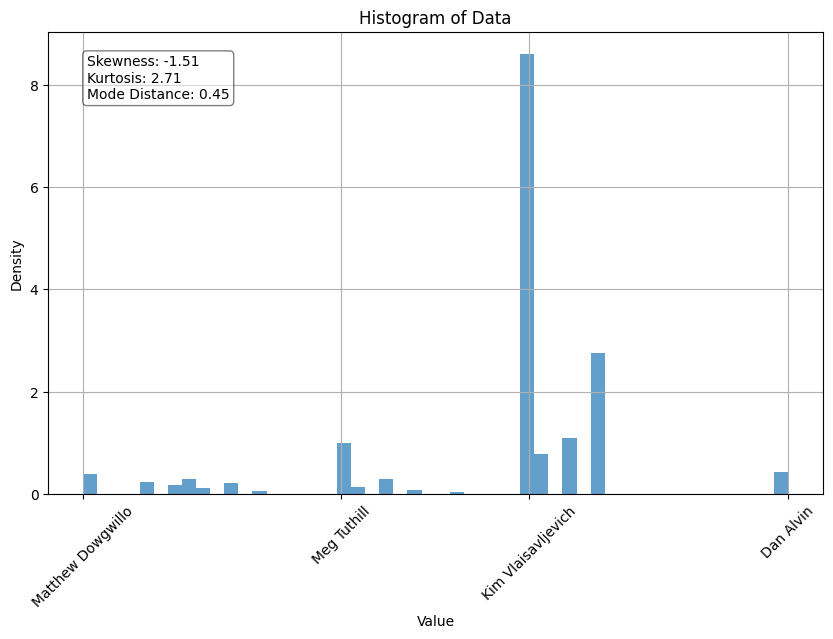 Histogram of Data
Skewness: -1.51
Kurtosis: 2.71
Mode Distance: 0.45
Density
8
6
4
2
0
Matthew Dowgwillo
Meg Tuthill
Kim Vlaisavljevich
Dan Alvin
Value